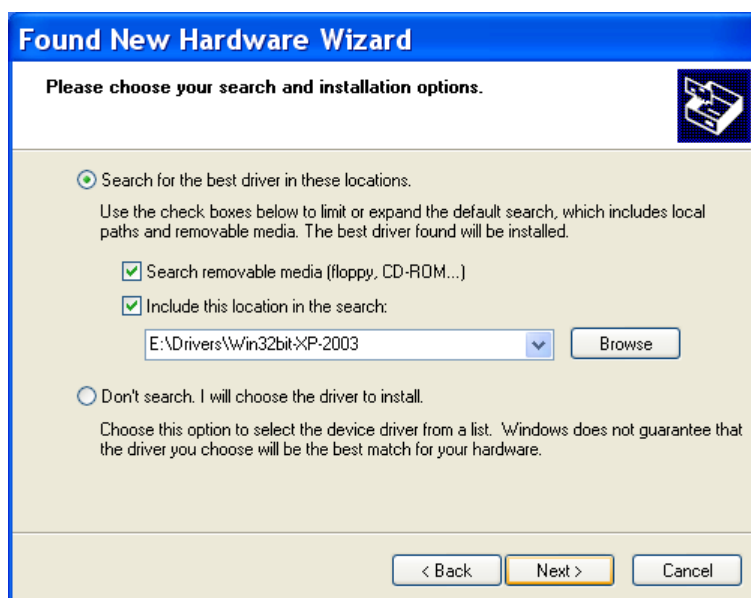 Found New Hardware Wizard
Please choose your search and installation options.
Search for the best driver in these locations.
Use the check boxes below to limit or expand the default search, which includes local
paths and removable media. The best driver found will be installed.
Search removable media (floppy, CD-ROM...)
Include this location in the search:
E:\Drivers\Win32bit-XP-2003
Browse
Don't search. I will choose the driver to install.
Choose this option to select the device driver from a list. Windows does not guarantee that
the driver you choose will be the best match for your hardware.
< Back
Next >
Cancel